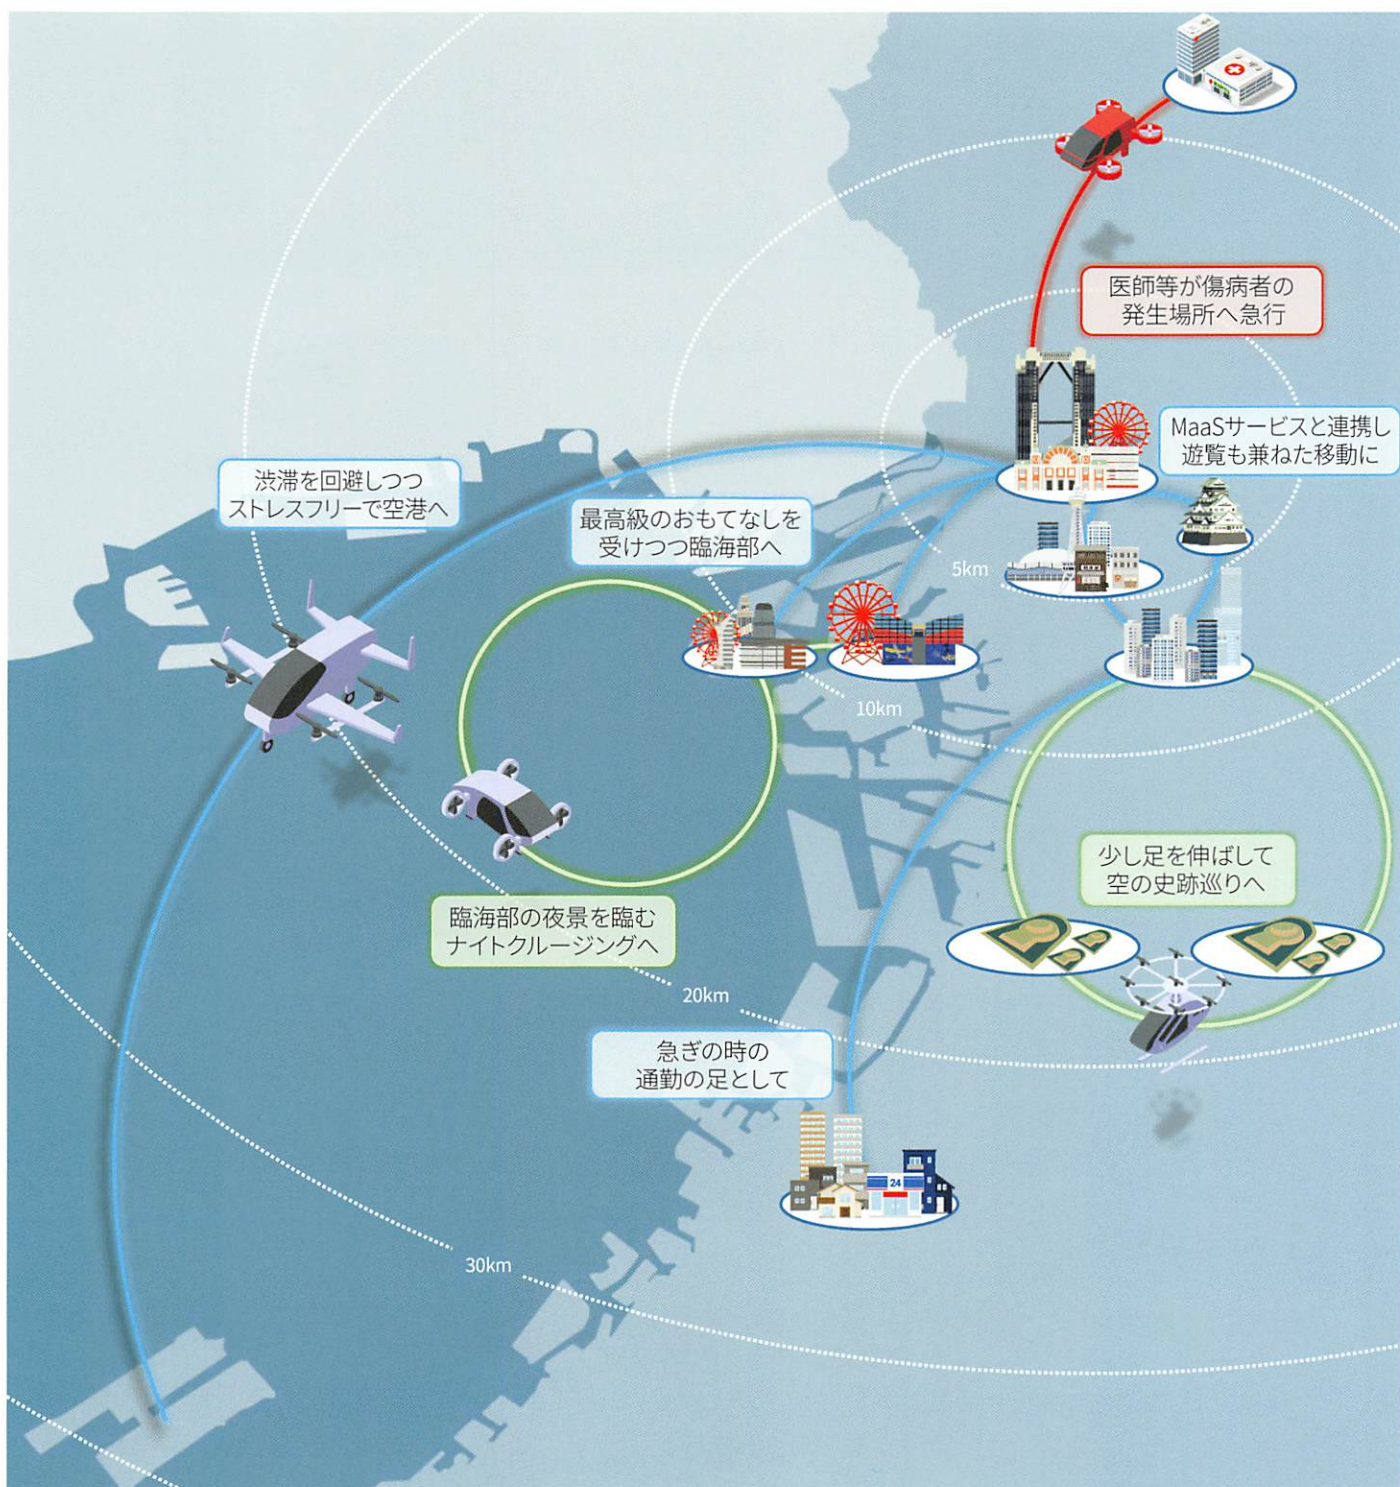 医師等が傷病者の
発生場所へ急行
MaaSサービスと連携し
遊覧も兼ねた移動に
渋滞を回避しつつ
ストレスフリーで空港へ
最高級のおもてなしを
受けつつ臨海部へ
5km
10km
少し足を伸ばして
空の史跡巡りへ
臨海部の夜景を臨む
ナイトクルージングへ
20km
急ぎの時の
通勤の足として
24
30km